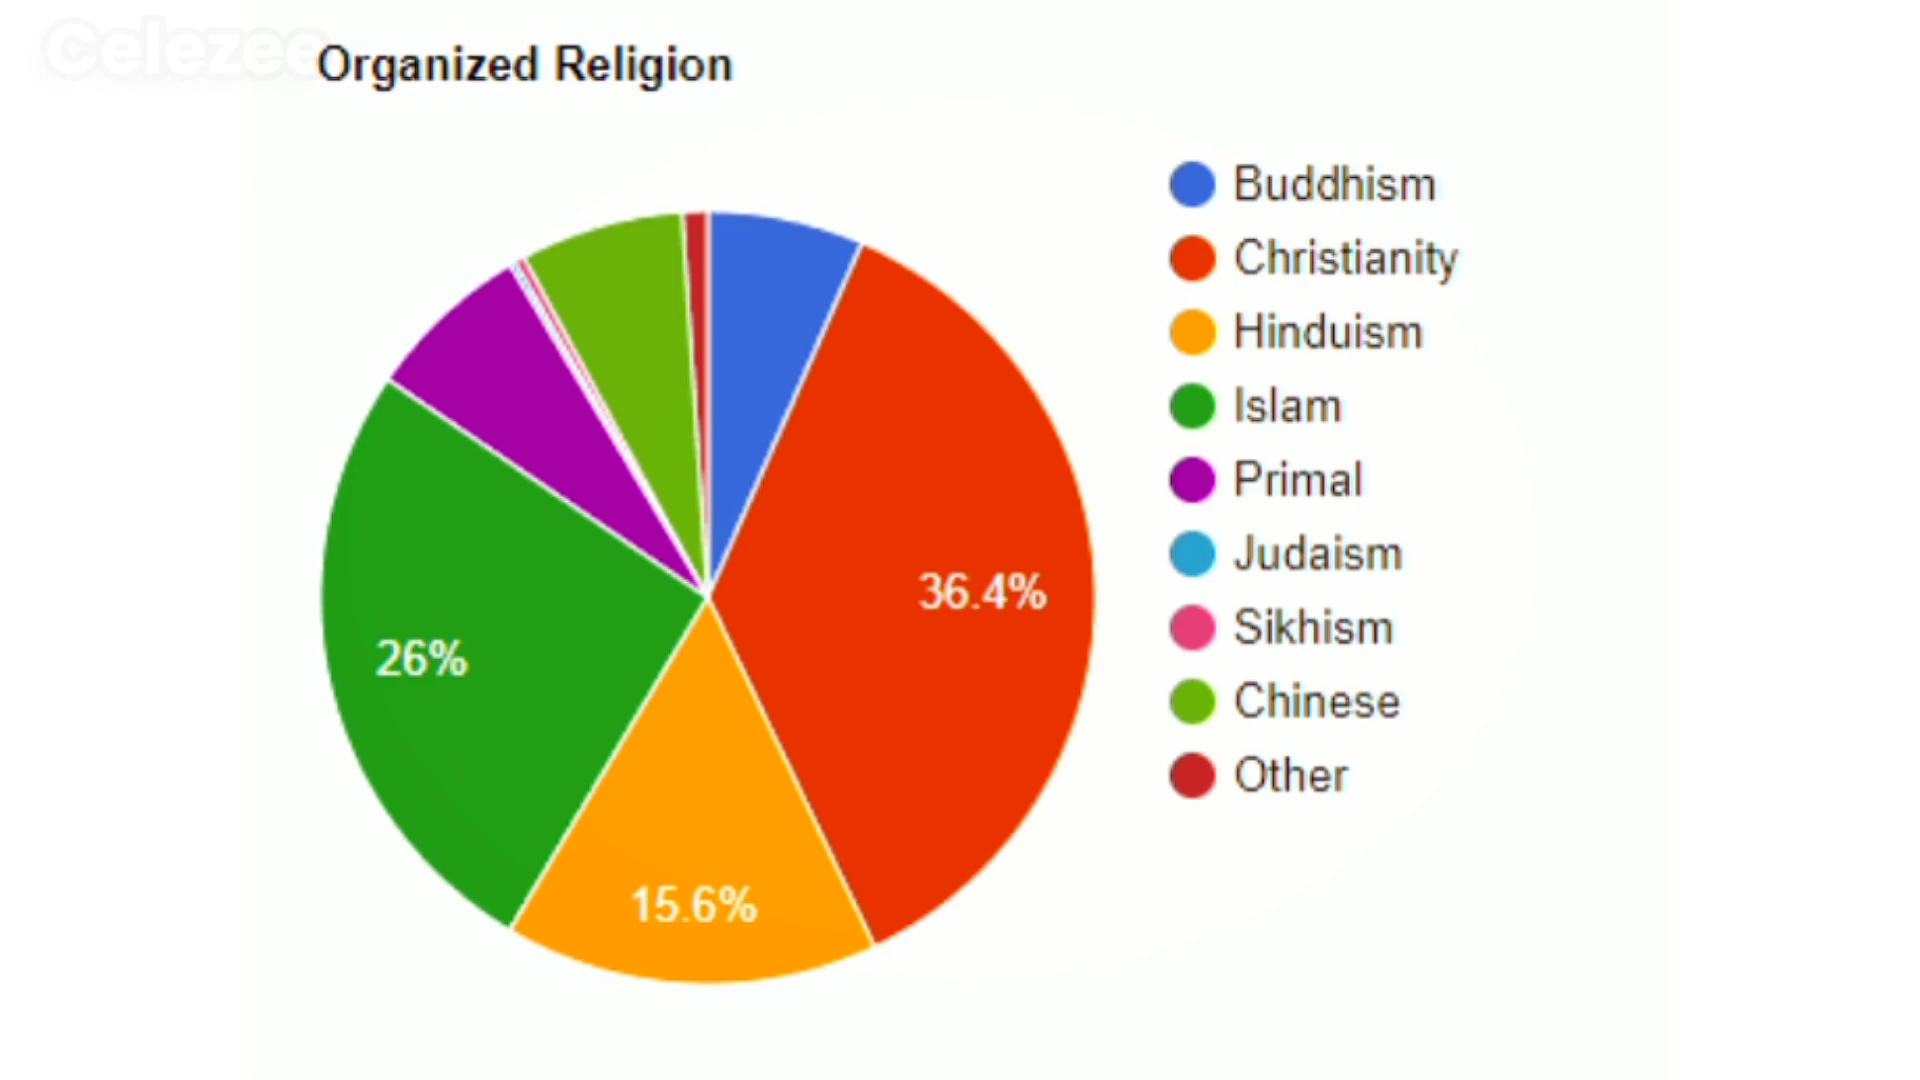 Celezee
Organized Religion
Buddhism
Christianity
Hinduism
Islam
Primal
Judaism
Sikhism
Chinese
Other
36.4%
26%
15.6%